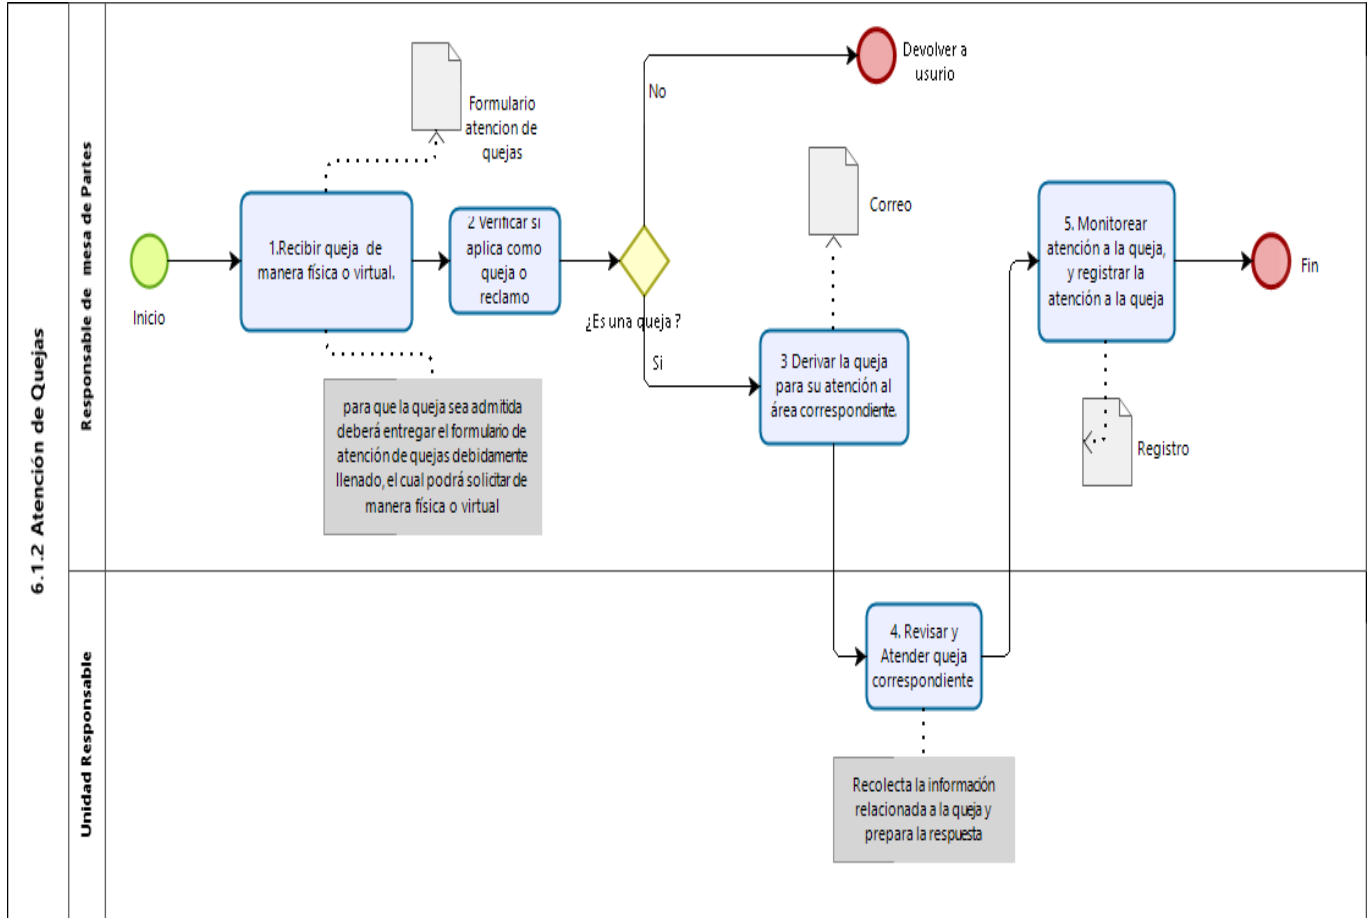 6.1.2 Atención de Quejas
Responsable de mesa de Partes
Inicio
1.Recibir queja de
manera física o virtual.
Formulario
atencion de
quejas
para que la queja sea admitida
deberá entregar el formulario de
atención de quejas debidamente
llenado, el cual podrá solicitar de
manera física o virtual
2 Verificar si
aplica como
queja o
reclamo
¿Es una queja ?
No
Devolver a
usurio
Si
3 Derivar la queja
para su atención al
área correspondiente.
Correo
5. Monitorear
atención a la queja,
y registrar la
atención a la queja
Registro
Fin
Unidad Responsable
4. Revisar y
Atender queja
correspondiente
Recolecta la información
relacionada a la queja y
prepara la respuesta